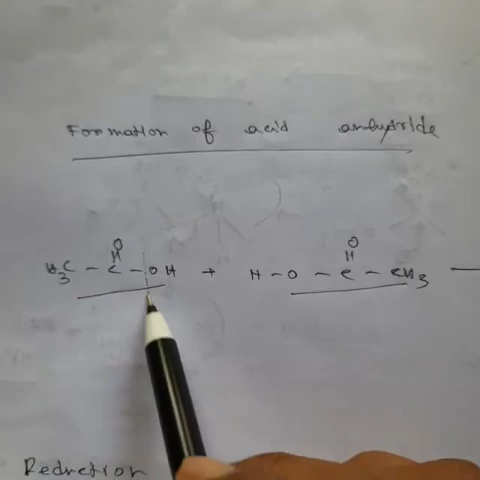 Formation of acid anhydride
O O
H3C - C - OH + H - O - C - CH3
Reduction